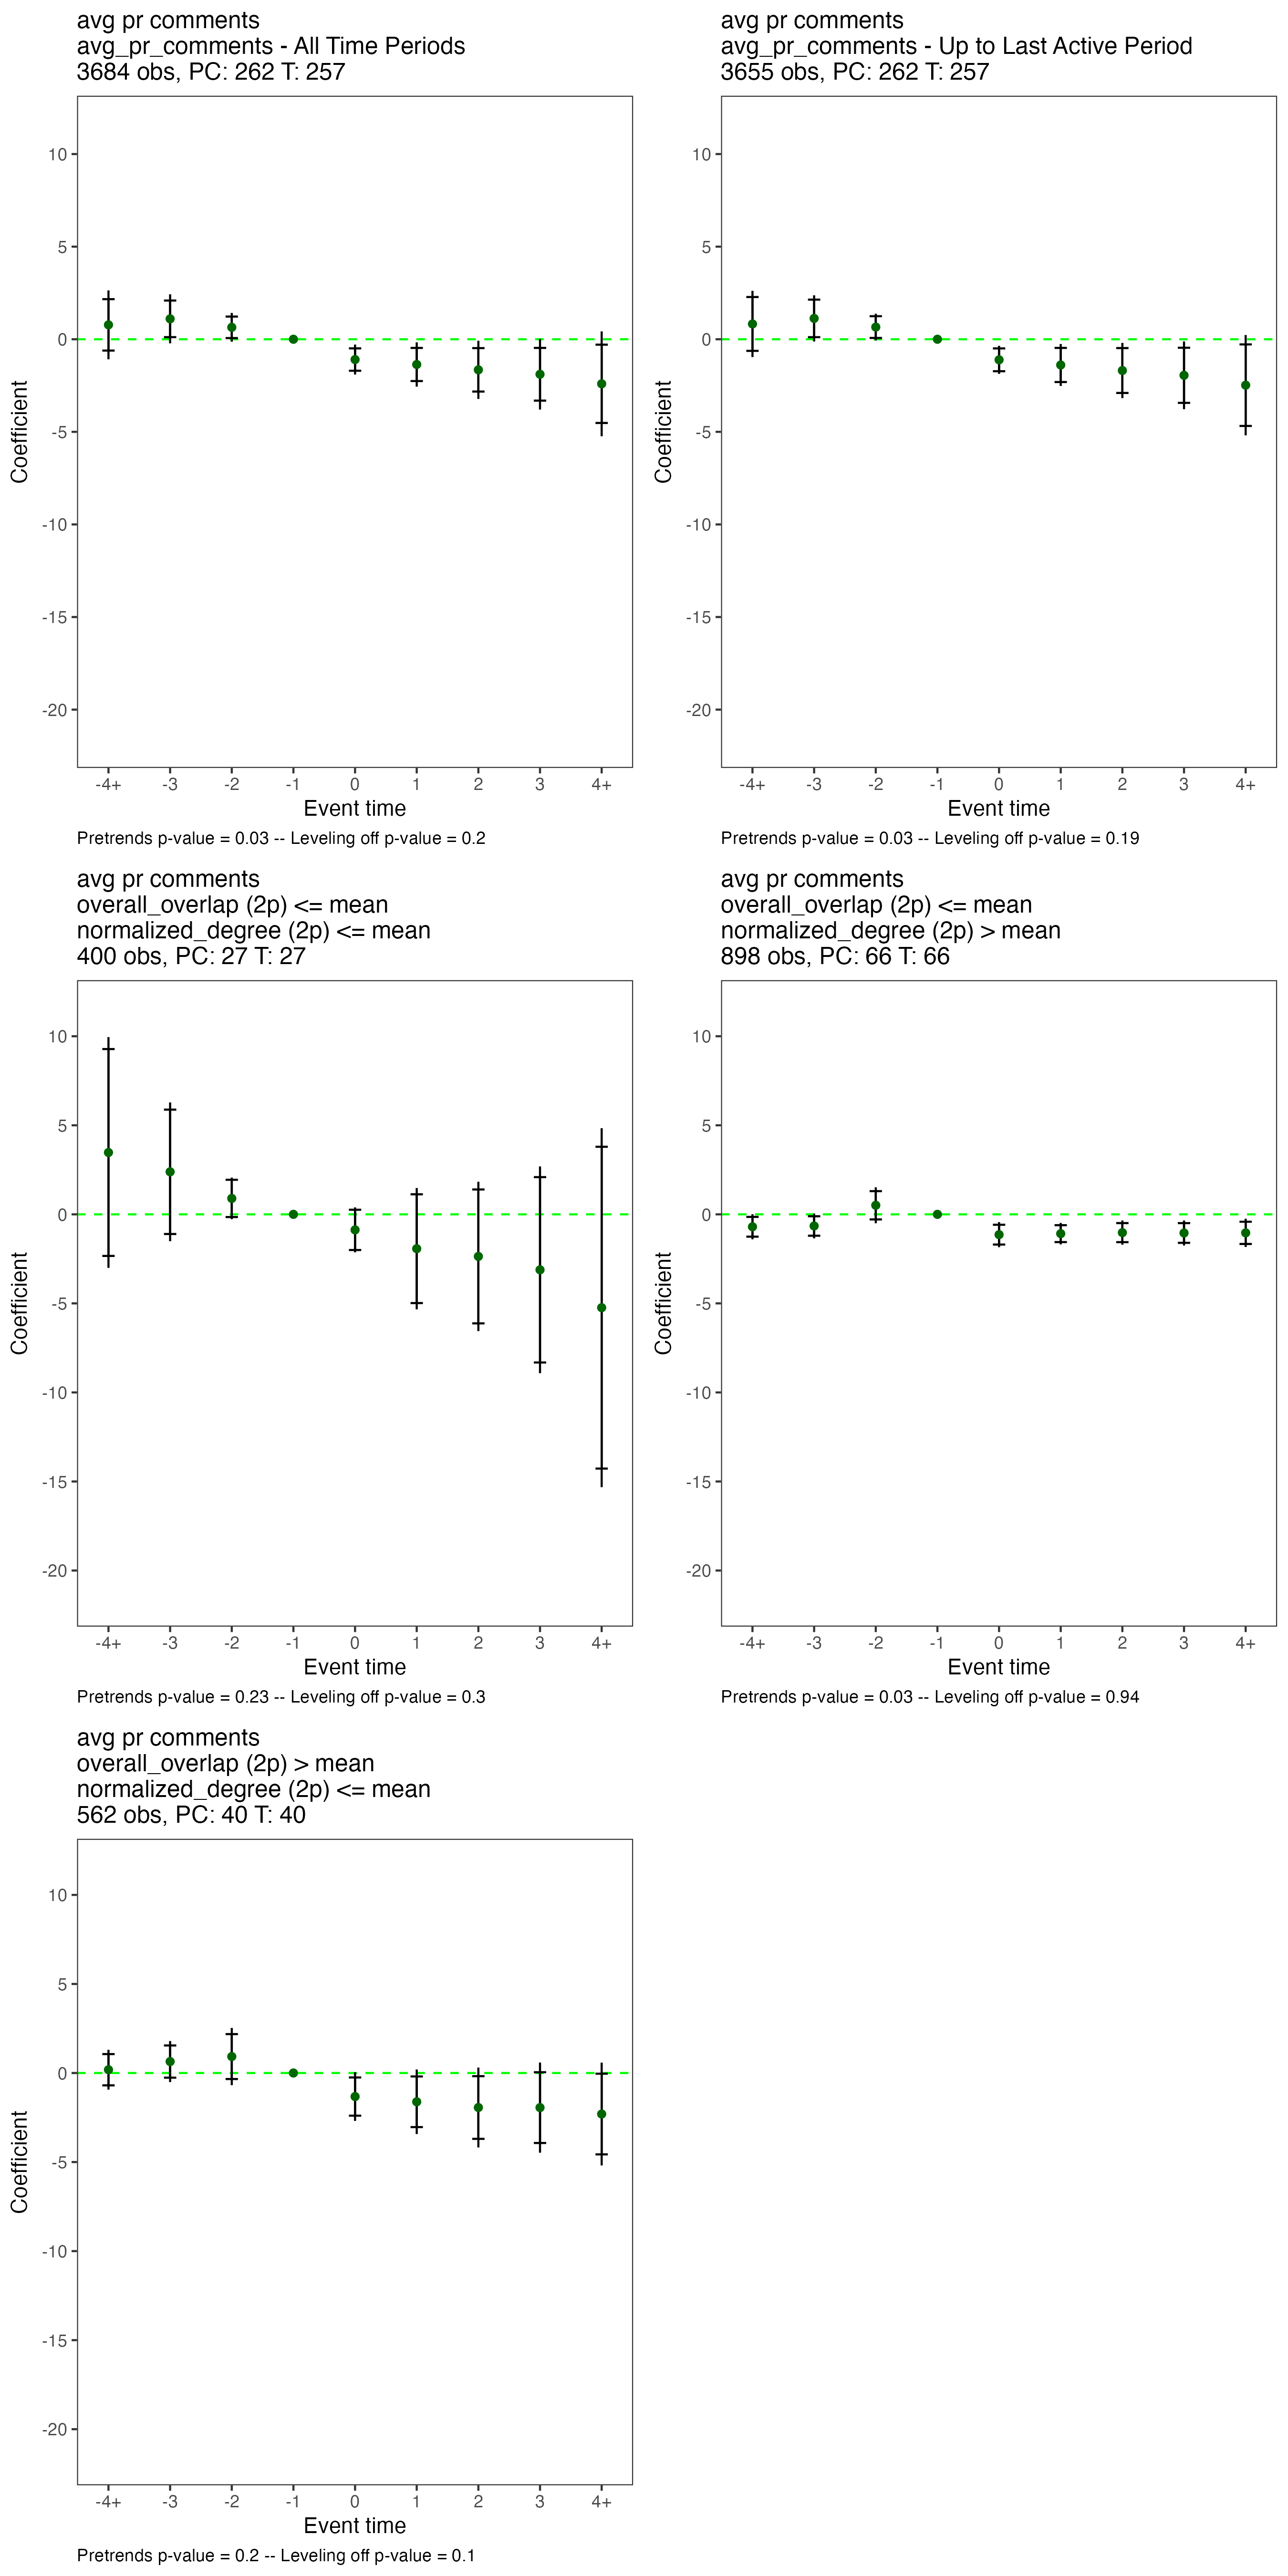 avg pr comments
avg_pr_comments - All Time Periods
3684 obs, PC: 262 T: 257
10
5
0
-5
-10
-15
-20
Coefficient
-4+ -3 -2 -1 0 1 2 3 4+
Event time
Pretrends p-value = 0.03 -- Leveling off p-value = 0.2
avg pr comments
avg_pr_comments - Up to Last Active Period
3655 obs, PC: 262 T: 257
10
5
0
-5
-10
-15
-20
Coefficient
-4+ -3 -2 -1 0 1 2 3 4+
Event time
Pretrends p-value = 0.03 -- Leveling off p-value = 0.19
avg pr comments
overall_overlap (2p) <= mean
normalized_degree (2p) <= mean
400 obs, PC: 27 T: 27
10
5
0
-5
-10
-15
-20
Coefficient
-4+ -3 -2 -1 0 1 2 3 4+
Event time
Pretrends p-value = 0.23 -- Leveling off p-value = 0.3
avg pr comments
overall_overlap (2p) <= mean
normalized_degree (2p) > mean
898 obs, PC: 66 T: 66
10
5
0
-5
-10
-15
-20
Coefficient
-4+ -3 -2 -1 0 1 2 3 4+
Event time
Pretrends p-value = 0.03 -- Leveling off p-value = 0.94
avg pr comments
overall_overlap (2p) > mean
normalized_degree (2p) <= mean
562 obs, PC: 40 T: 40
10
5
0
-5
-10
-15
-20
Coefficient
-4+ -3 -2 -1 0 1 2 3 4+
Event time
Pretrends p-value = 0.2 -- Leveling off p-value = 0.1